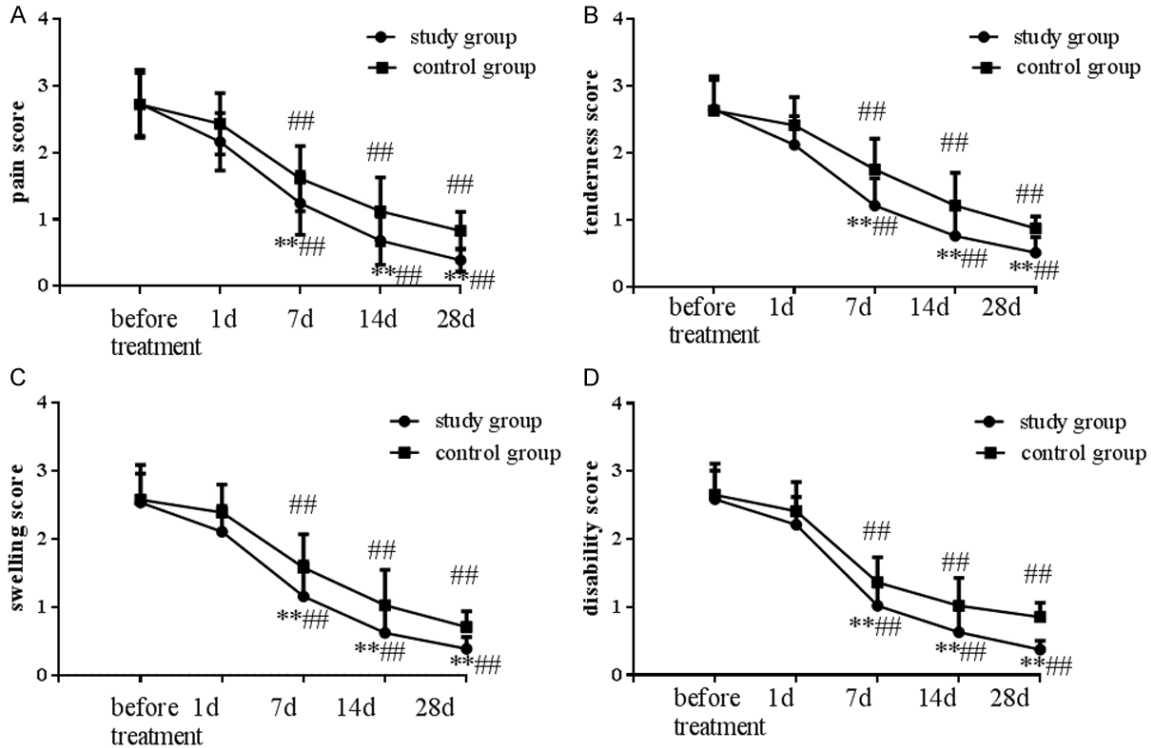 A
4
3
2
1
0
pain score
study group
control group
##
##
##
**##
**##
**##
before treatment
1d
7d
14d
28d
B
4
3
2
1
0
tenderness score
study group
control group
##
##
##
**##
**##
**##
before treatment
1d
7d
14d
28d
C
4
3
2
1
0
swelling score
study group
control group
##
##
##
**##
**##
**##
before treatment
1d
7d
14d
28d
D
4
3
2
1
0
disability score
study group
control group
##
##
##
**##
**##
**##
before treatment
1d
7d
14d
28d